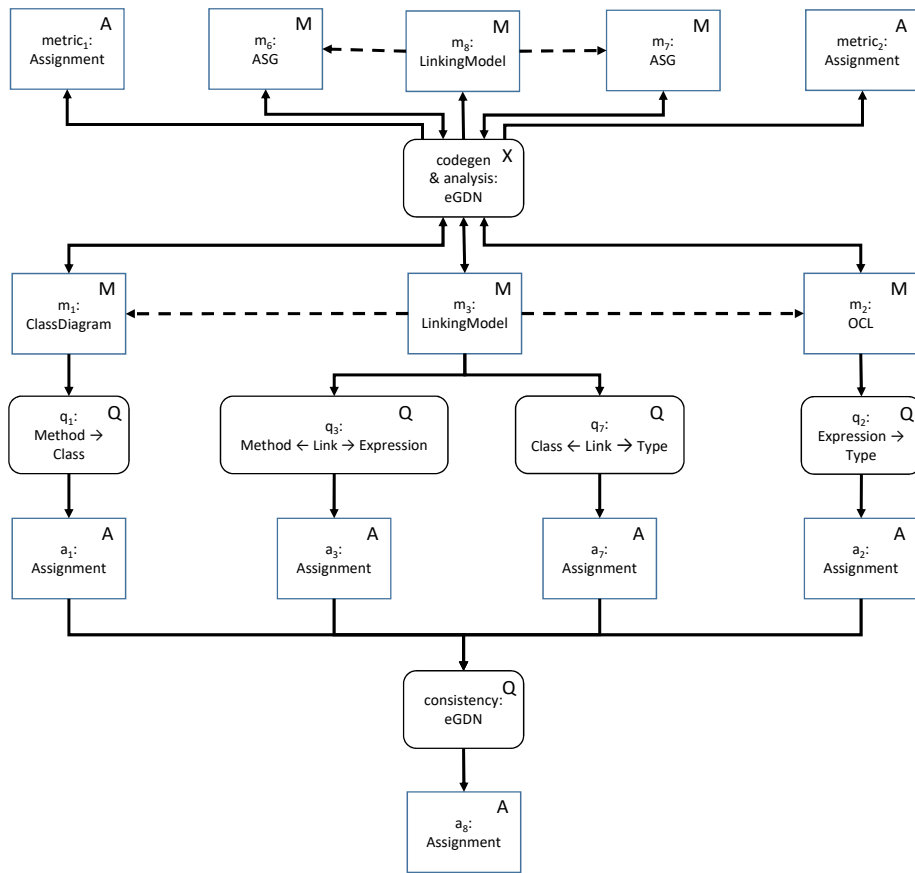 A
metric₁:
Assignment
M
m₆:
ASG
M
m₈:
LinkingModel
M
m₇:
ASG
A
metric₂:
Assignment
X
codegen
& analysis:
eGDN
M
m₁:
ClassDiagram
M
m₃:
LinkingModel
M
m₂:
OCL
Q
q₁:
Method →
Class
Q
q₃:
Method ← Link → Expression
Q
q₇:
Class ← Link → Type
Q
q₂:
Expression →
Type
A
a₁:
Assignment
A
a₃:
Assignment
A
a₇:
Assignment
A
a₂:
Assignment
Q
consistency:
eGDN
A
a₈:
Assignment